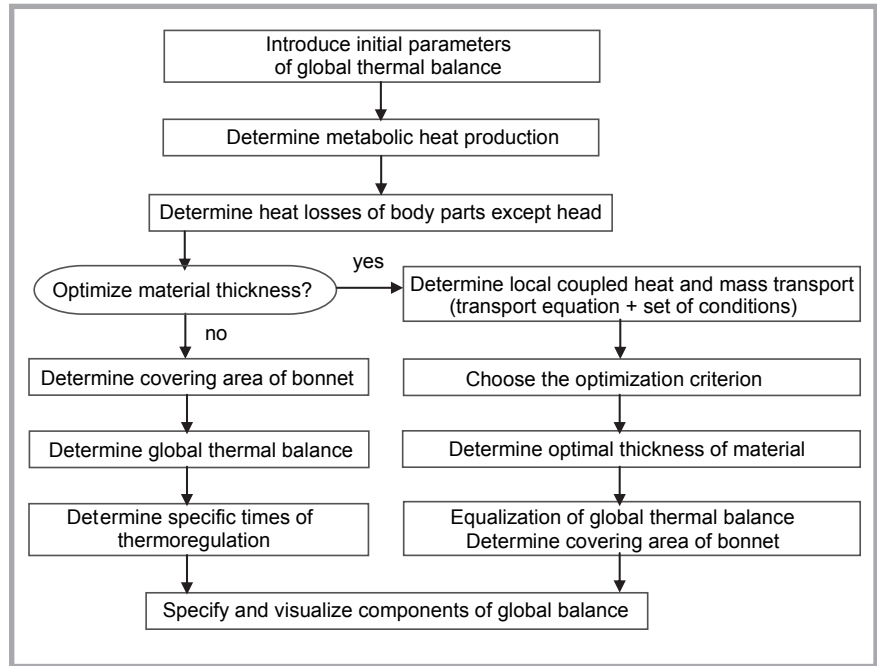 Introduce initial parameters
of global thermal balance
Determine metabolic heat production
Determine heat losses of body parts except head
Optimize material thickness?
yes
no
Determine local coupled heat and mass transport
(transport equation + set of conditions)
Determine covering area of bonnet
Choose the optimization criterion
Determine global thermal balance
Determine optimal thickness of material
Determine specific times of
thermoregulation
Equalization of global thermal balance
Determine covering area of bonnet
Specify and visualize components of global balance